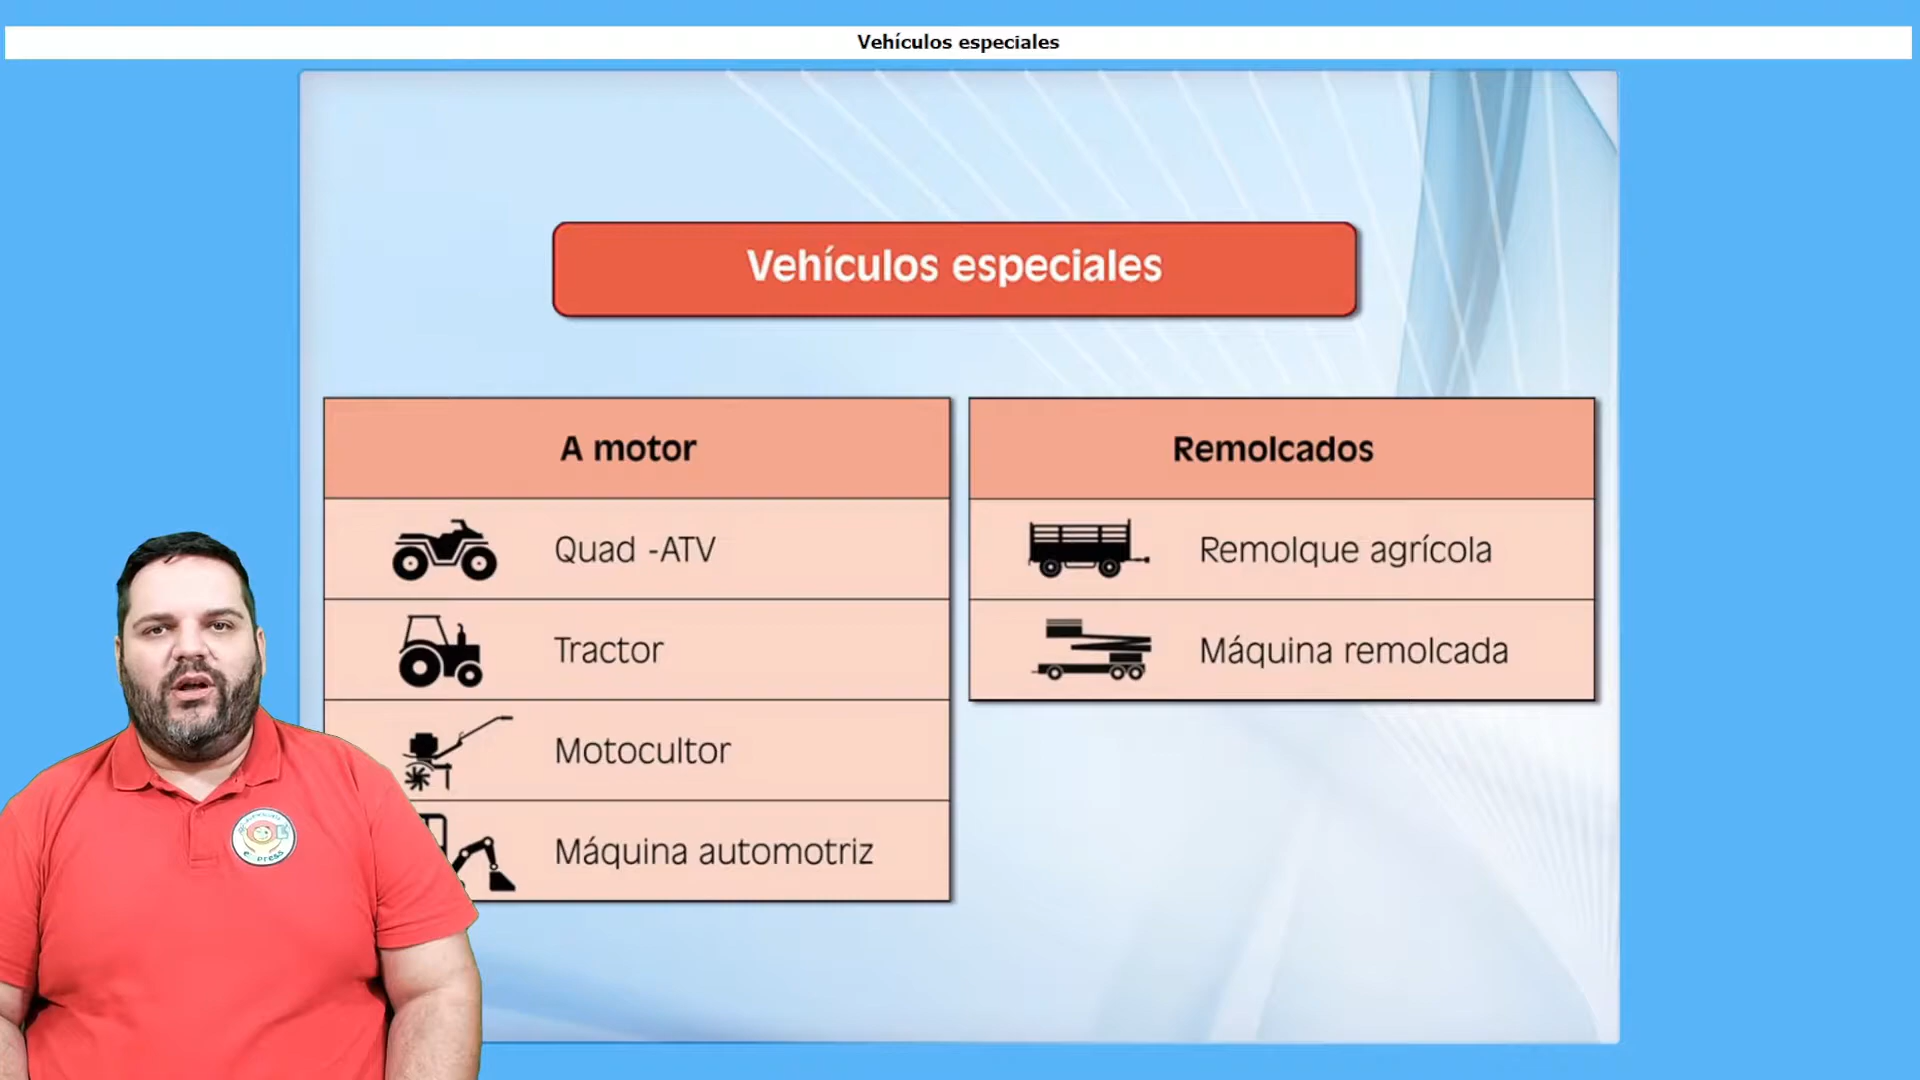 Vehículos especiales
Vehículos especiales
A motor
Quad -ATV
Tractor
Motocultor
Máquina automotriz
Remolcados
Remolque agrícola
Máquina remolcada